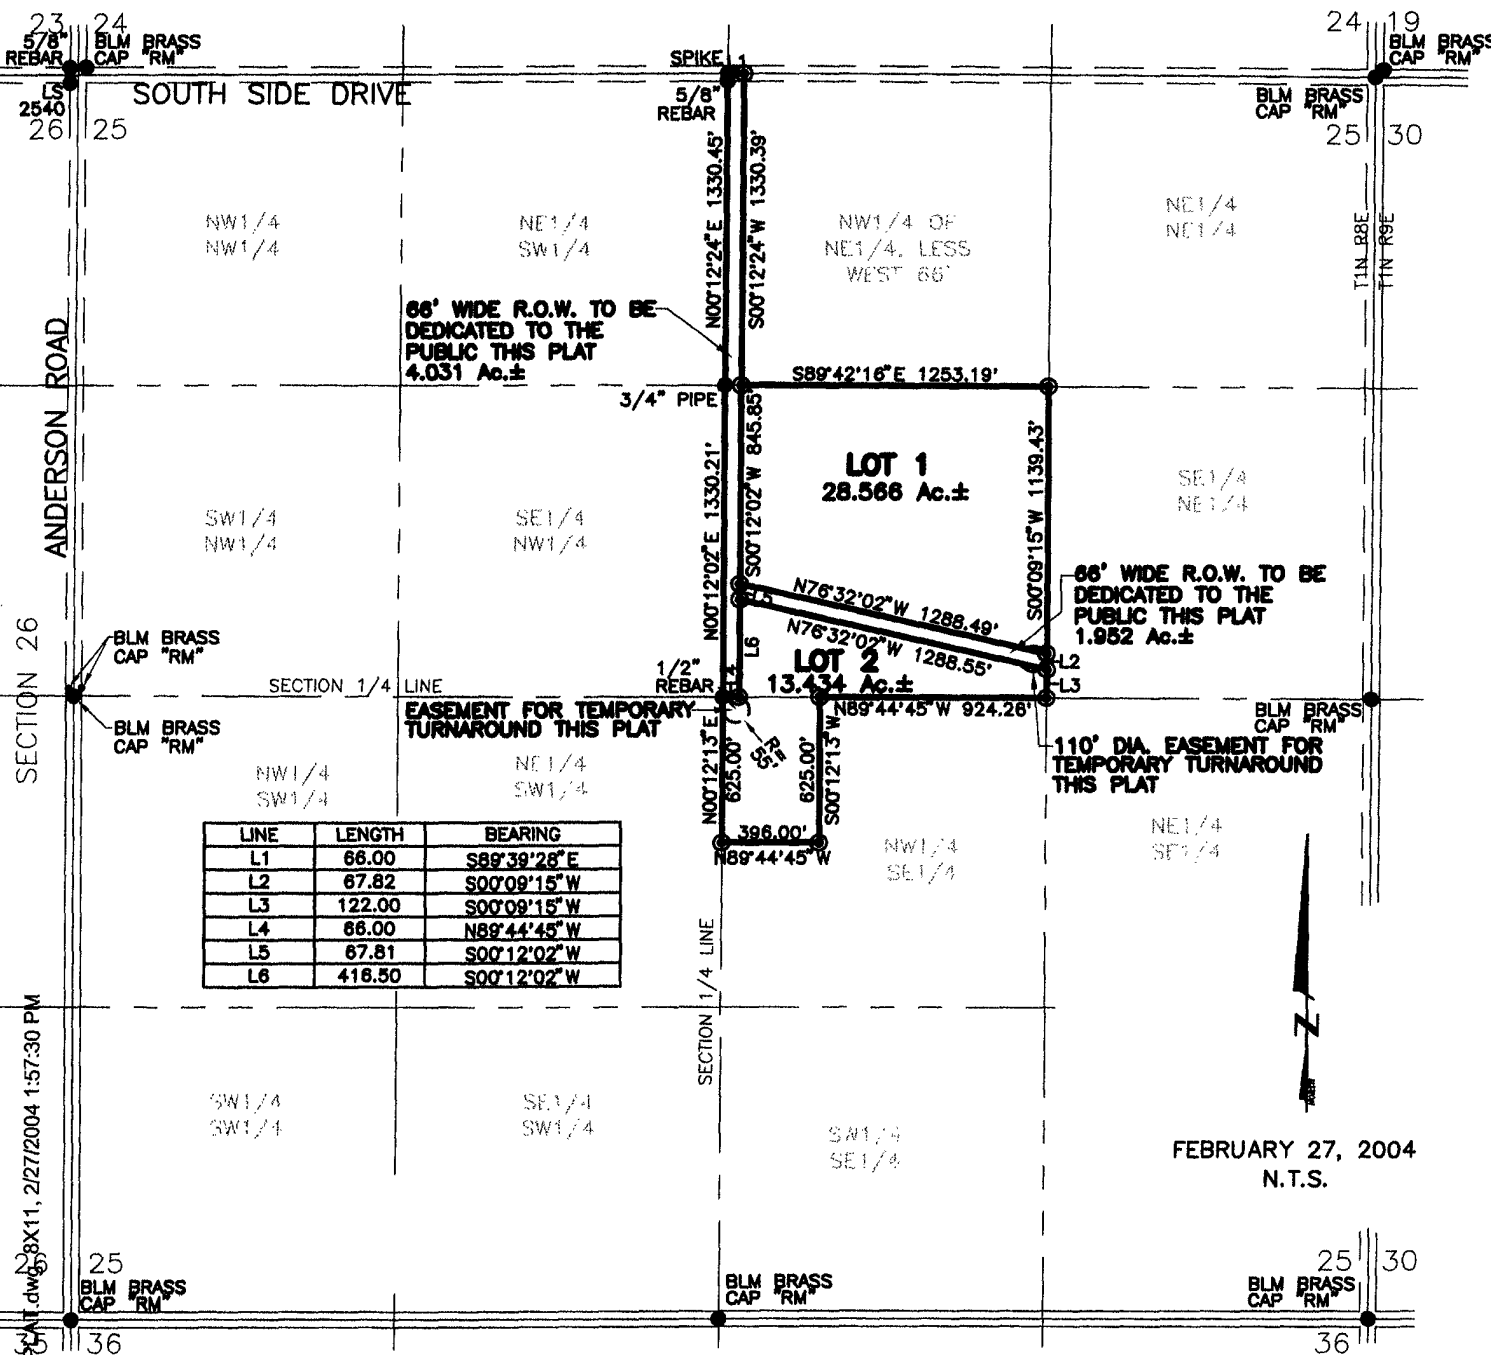 23 24
5/8"
REBAR
BLM BRASS
CAP "RM"
LS
2540
26 25
SOUTH SIDE DRIVE
SPIKE
5/8"
REBAR
24 19
BLM BRASS
CAP "RM"
BLM BRASS
CAP "RM"
25 30
T1N R8E
T1N R9E
NW1/4
NW1/4
NE1/4
SW1/4
NW1/4 OF
NE1/4, LESS
WEST 66'
NE1/4
NE1/4
N00°12'24"E 1330.45'
S00°12'24"W 1330.39'
66' WIDE R.O.W. TO BE
DEDICATED TO THE
PUBLIC THIS PLAT
4.031 Ac.±
ANDERSON ROAD
3/4" PIPE
S89°42'16"E 1253.19'
N00°12'02"E 1330.21'
S00°12'02"W 845.85'
LOT 1
28.566 Ac.±
S00°09'15"W 1139.43'
SW1/4
NW1/4
SE1/4
NW1/4
SE1/4
NE1/4
66' WIDE R.O.W. TO BE
DEDICATED TO THE
PUBLIC THIS PLAT
1.952 Ac.±
N76°32'02"W 1288.49'
N76°32'02"W 1288.55'
L5
L6
L4
L2
L3
LOT 2
13.434 Ac.±
SECTION 26
BLM BRASS
CAP "RM"
BLM BRASS
CAP "RM"
SECTION 1/4 LINE
1/2"
REBAR
EASEMENT FOR TEMPORARY
TURNAROUND THIS PLAT
N89°44'45"W 924.26'
BLM BRASS
CAP "RM"
110' DIA. EASEMENT FOR
TEMPORARY TURNAROUND
THIS PLAT
R=
55'
N00°12'13"E
625.00'
625.00'
S00°12'13"W
396.00'
N89°44'45"W
NW1/4
SW1/4
NE1/4
SW1/4
NW1/4
SE1/4
NE1/4
SE1/4
LINE LENGTH BEARING
L1 66.00 S89°39'28"E
L2 67.82 S00°09'15"W
L3 122.00 S00°09'15"W
L4 66.00 N89°44'45"W
L5 67.81 S00°12'02"W
L6 416.50 S00°12'02"W
SECTION 1/4 LINE
N
SW1/4
SW1/4
SE1/4
SW1/4
SW1/4
SE1/4
FEBRUARY 27, 2004
N.T.S.
8X11, 2/27/2004 1:57:30 PM
26 25
BLM BRASS
CAP "RM"
35 36
BLM BRASS
CAP "RM"
25 30
BLM BRASS
CAP "RM"
36